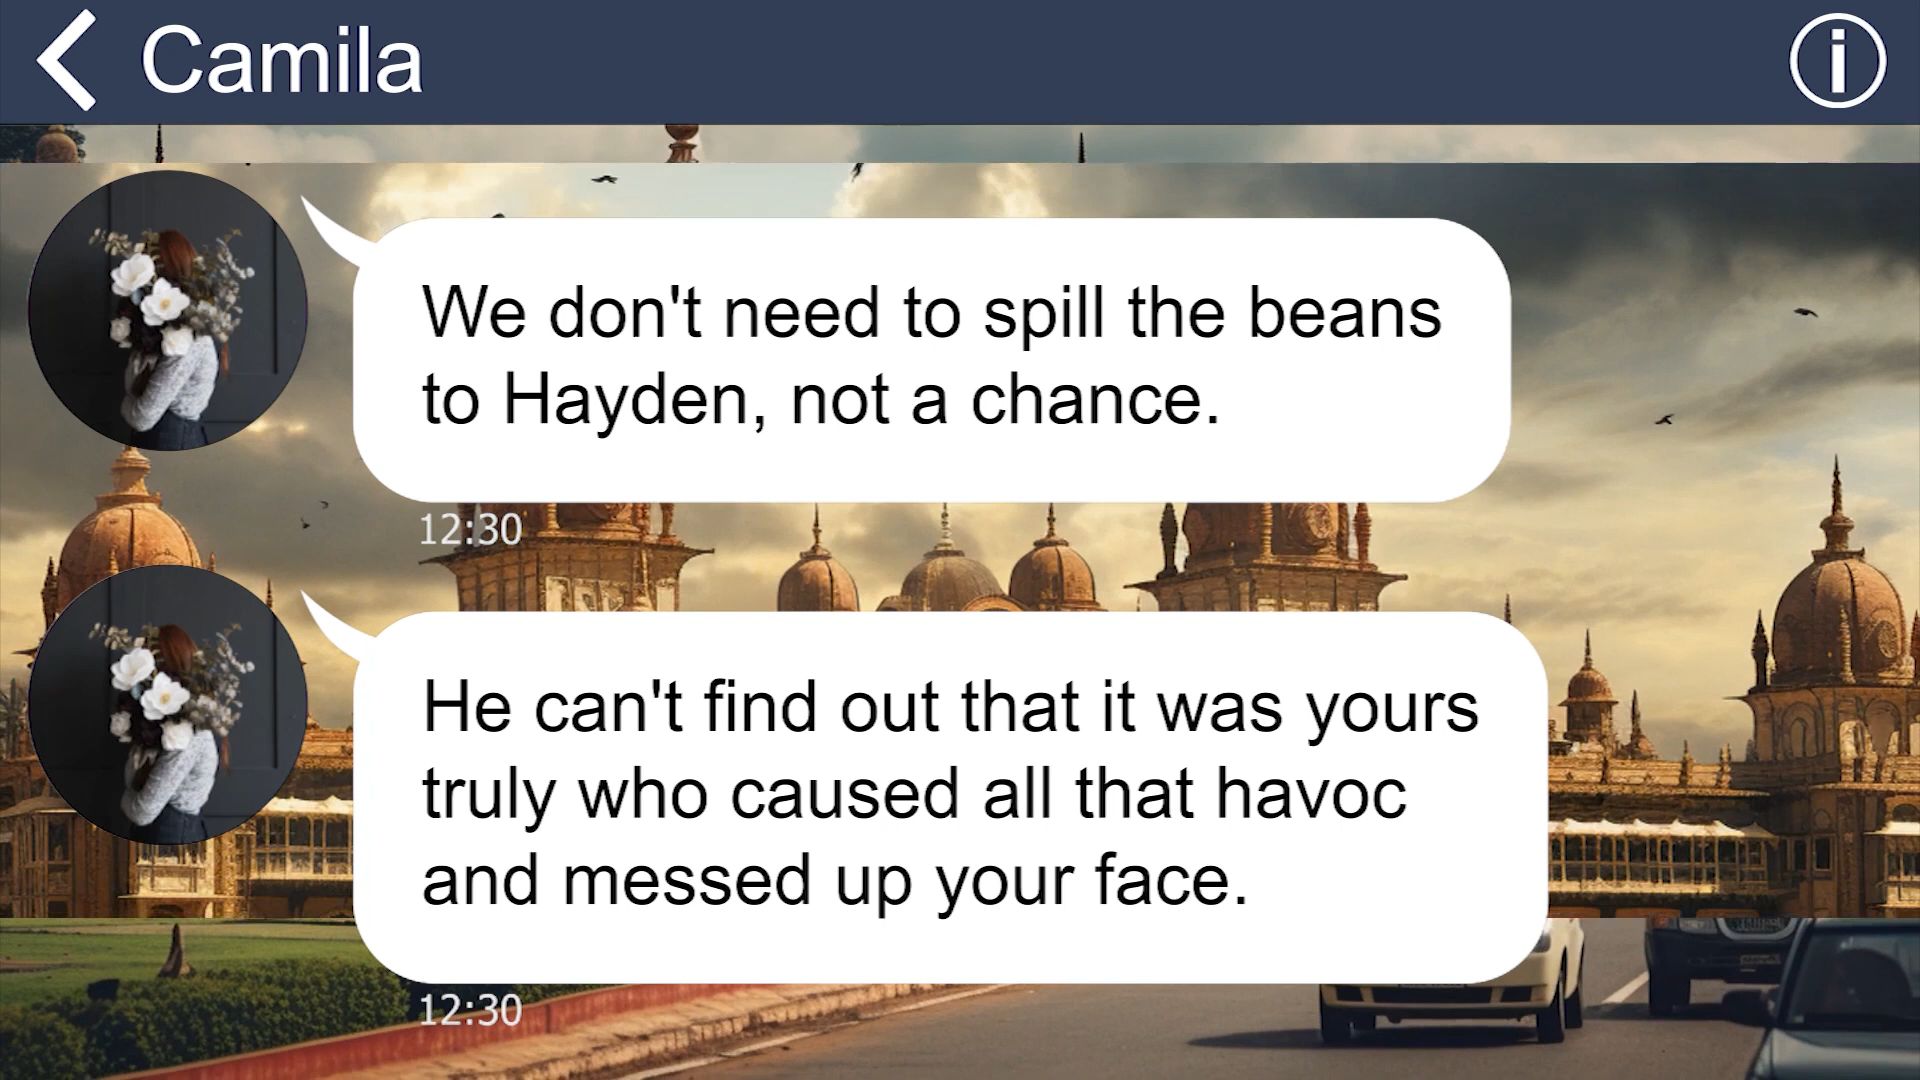 Camila
We don't need to spill the beans
to Hayden, not a chance.
12:30
He can't find out that it was yours
truly who caused all that havoc
and messed up your face.
12:30